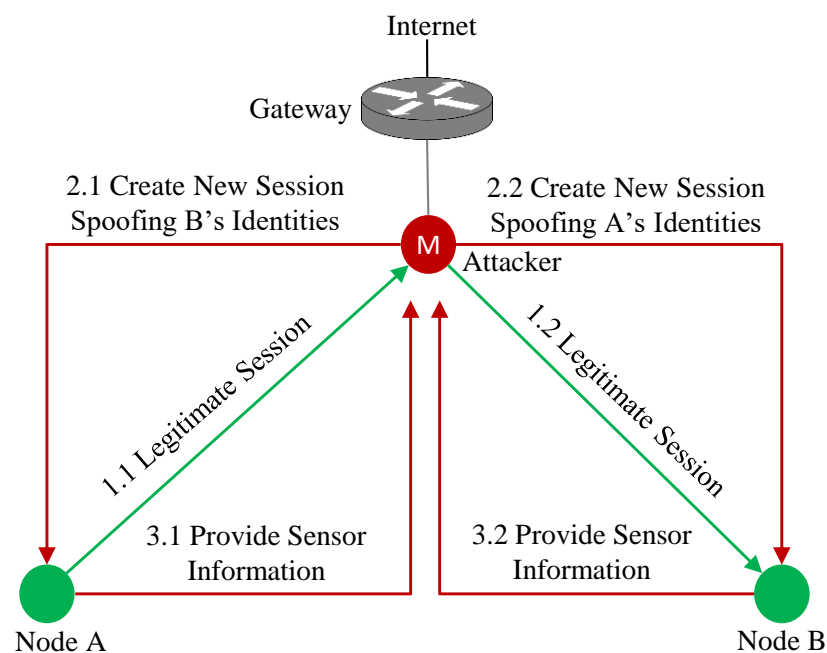 Internet
Gateway
2.1 Create New Session
Spoofing B's Identities
2.2 Create New Session
Spoofing A's Identities
M
Attacker
1.1 Legitimate Session
1.2 Legitimate Session
3.1 Provide Sensor
Information
3.2 Provide Sensor
Information
Node A
Node B